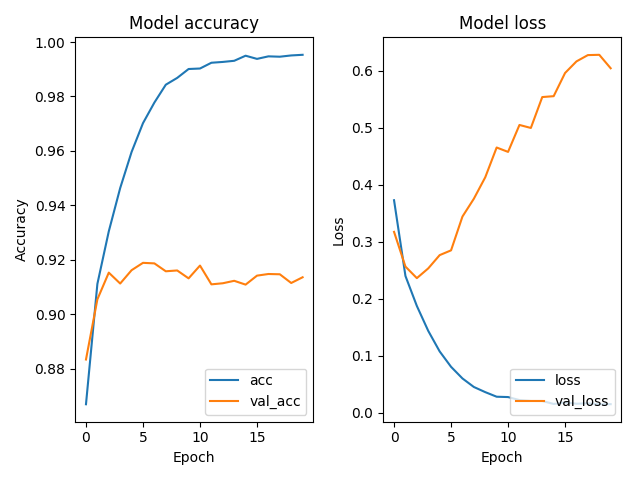 Model accuracy
1.00
0.98
0.96
0.94
0.92
0.90
0.88
Accuracy
0
5
10
15
Epoch
acc
val_acc
Model loss
0.6
0.5
0.4
0.3
0.2
0.1
0.0
Loss
0
5
10
15
Epoch
loss
val_loss